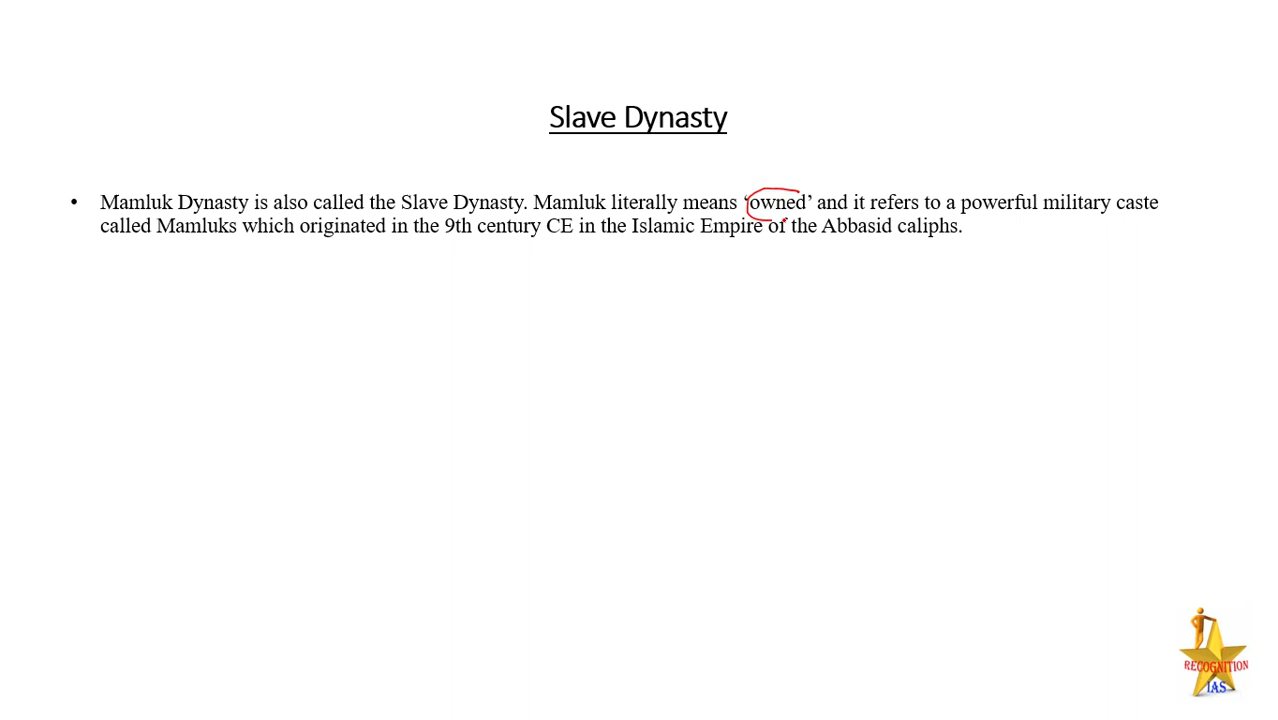 Slave Dynasty
• Mamluk Dynasty is also called the Slave Dynasty. Mamluk literally means ‘owned’ and it refers to a powerful military caste
called Mamluks which originated in the 9th century CE in the Islamic Empire of the Abbasid caliphs.
RECOGNITION
IAS